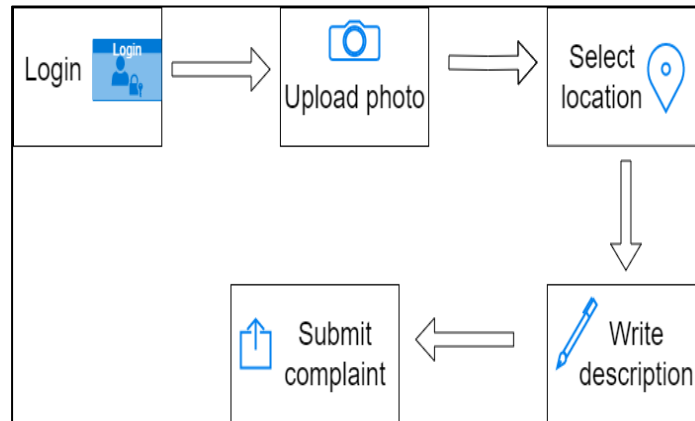 Login
Login
Upload photo
Select
location
Write
description
Submit
complaint